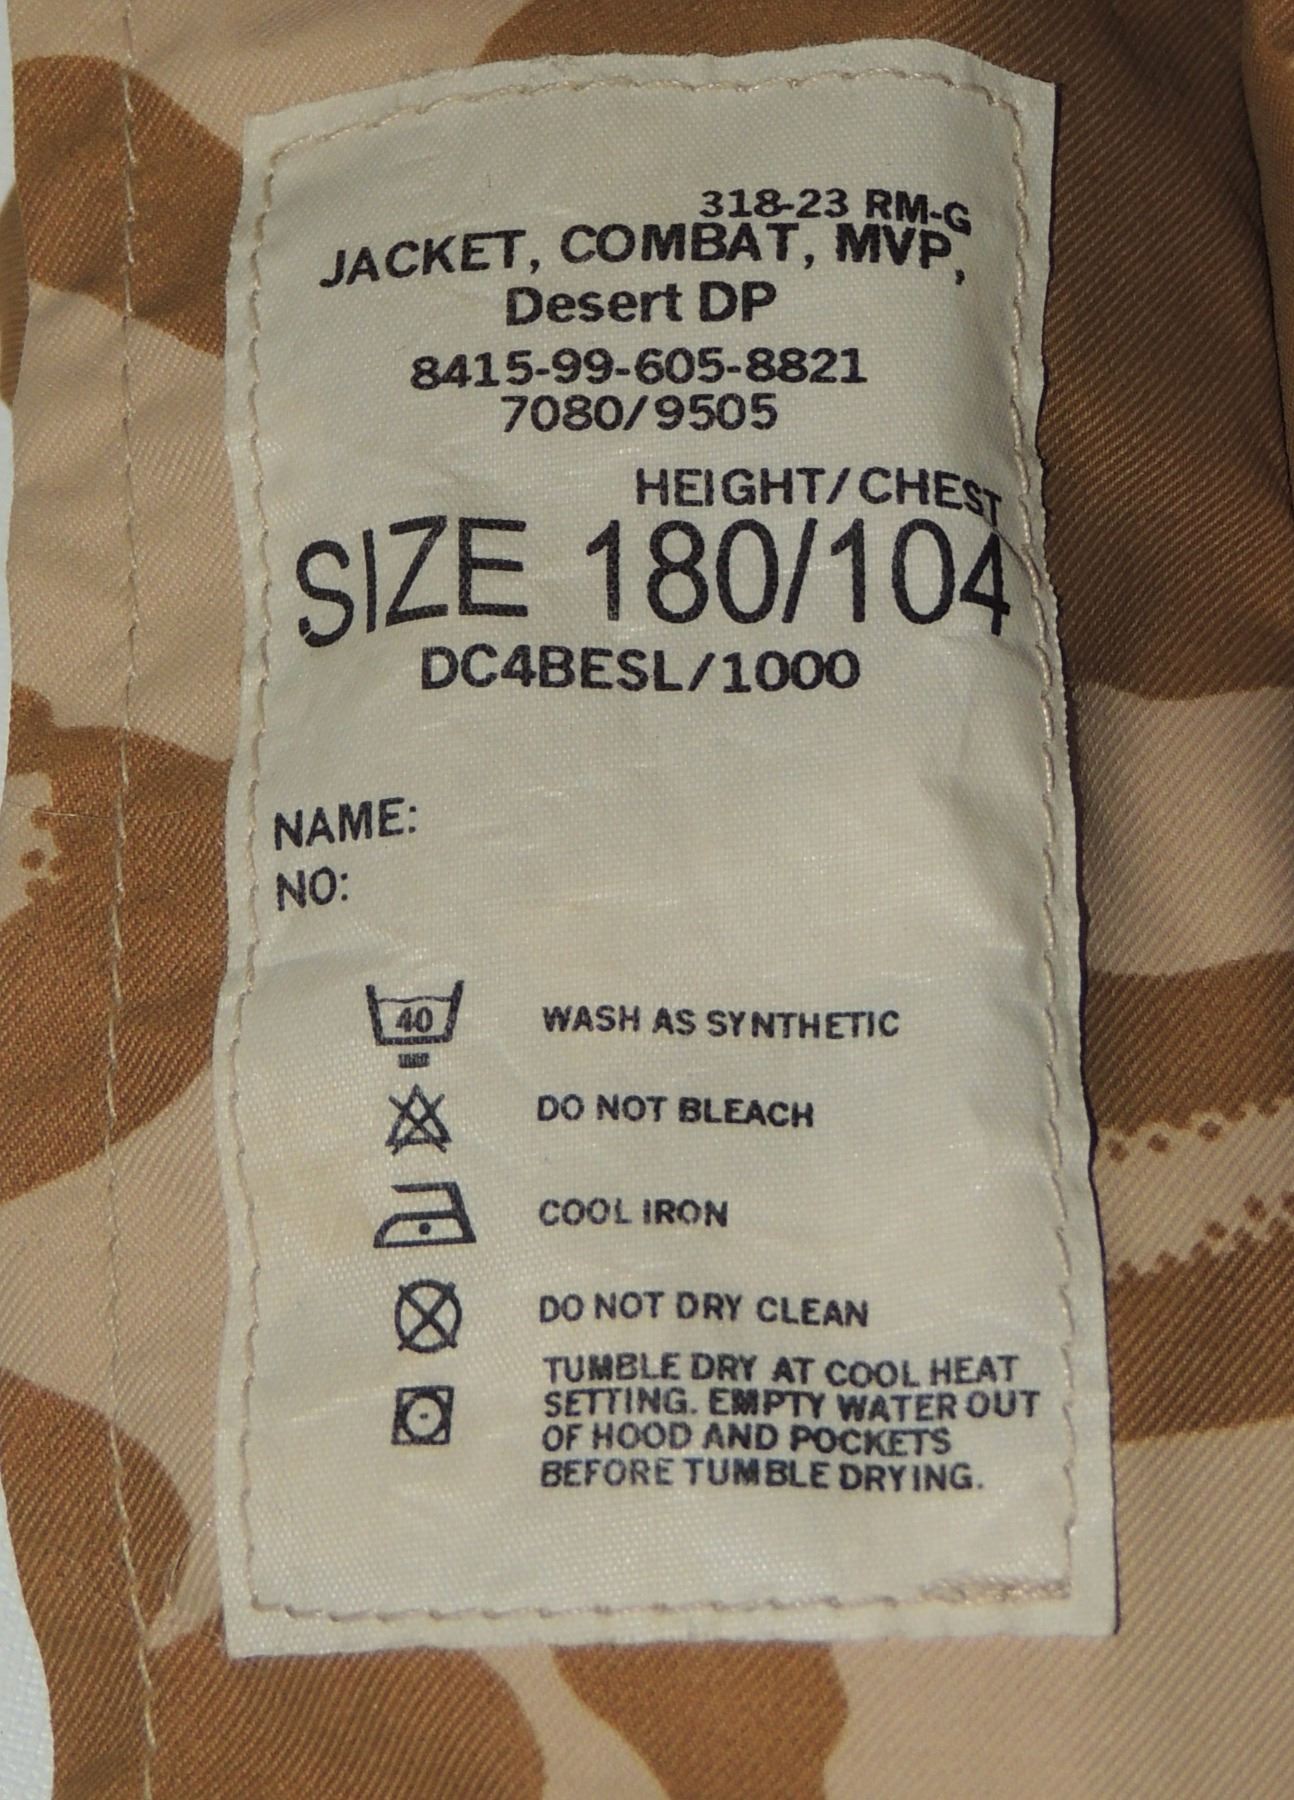 318-23 RM-G
JACKET, COMBAT, MVP,
Desert DP
8415-99-605-8821
7080/9505
HEIGHT/CHEST
SIZE 180/104
DC4BESL/1000
NAME:
NO:
40 WASH AS SYNTHETIC
DO NOT BLEACH
COOL IRON
DO NOT DRY CLEAN
TUMBLE DRY AT COOL HEAT
SETTING. EMPTY WATER OUT
OF HOOD AND POCKETS
BEFORE TUMBLE DRYING.